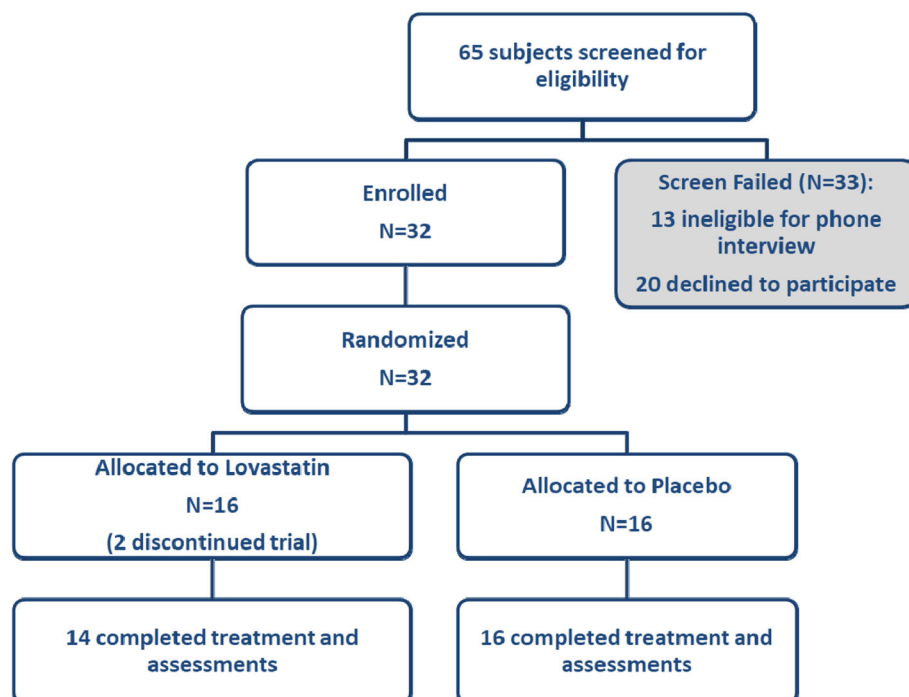 65 subjects screened for
eligibility
Enrolled
N=32
Screen Failed (N=33):
13 ineligible for phone
interview
20 declined to participate
Randomized
N=32
Allocated to Lovastatin
N=16
(2 discontinued trial)
Allocated to Placebo
N=16
14 completed treatment and
assessments
16 completed treatment and
assessments